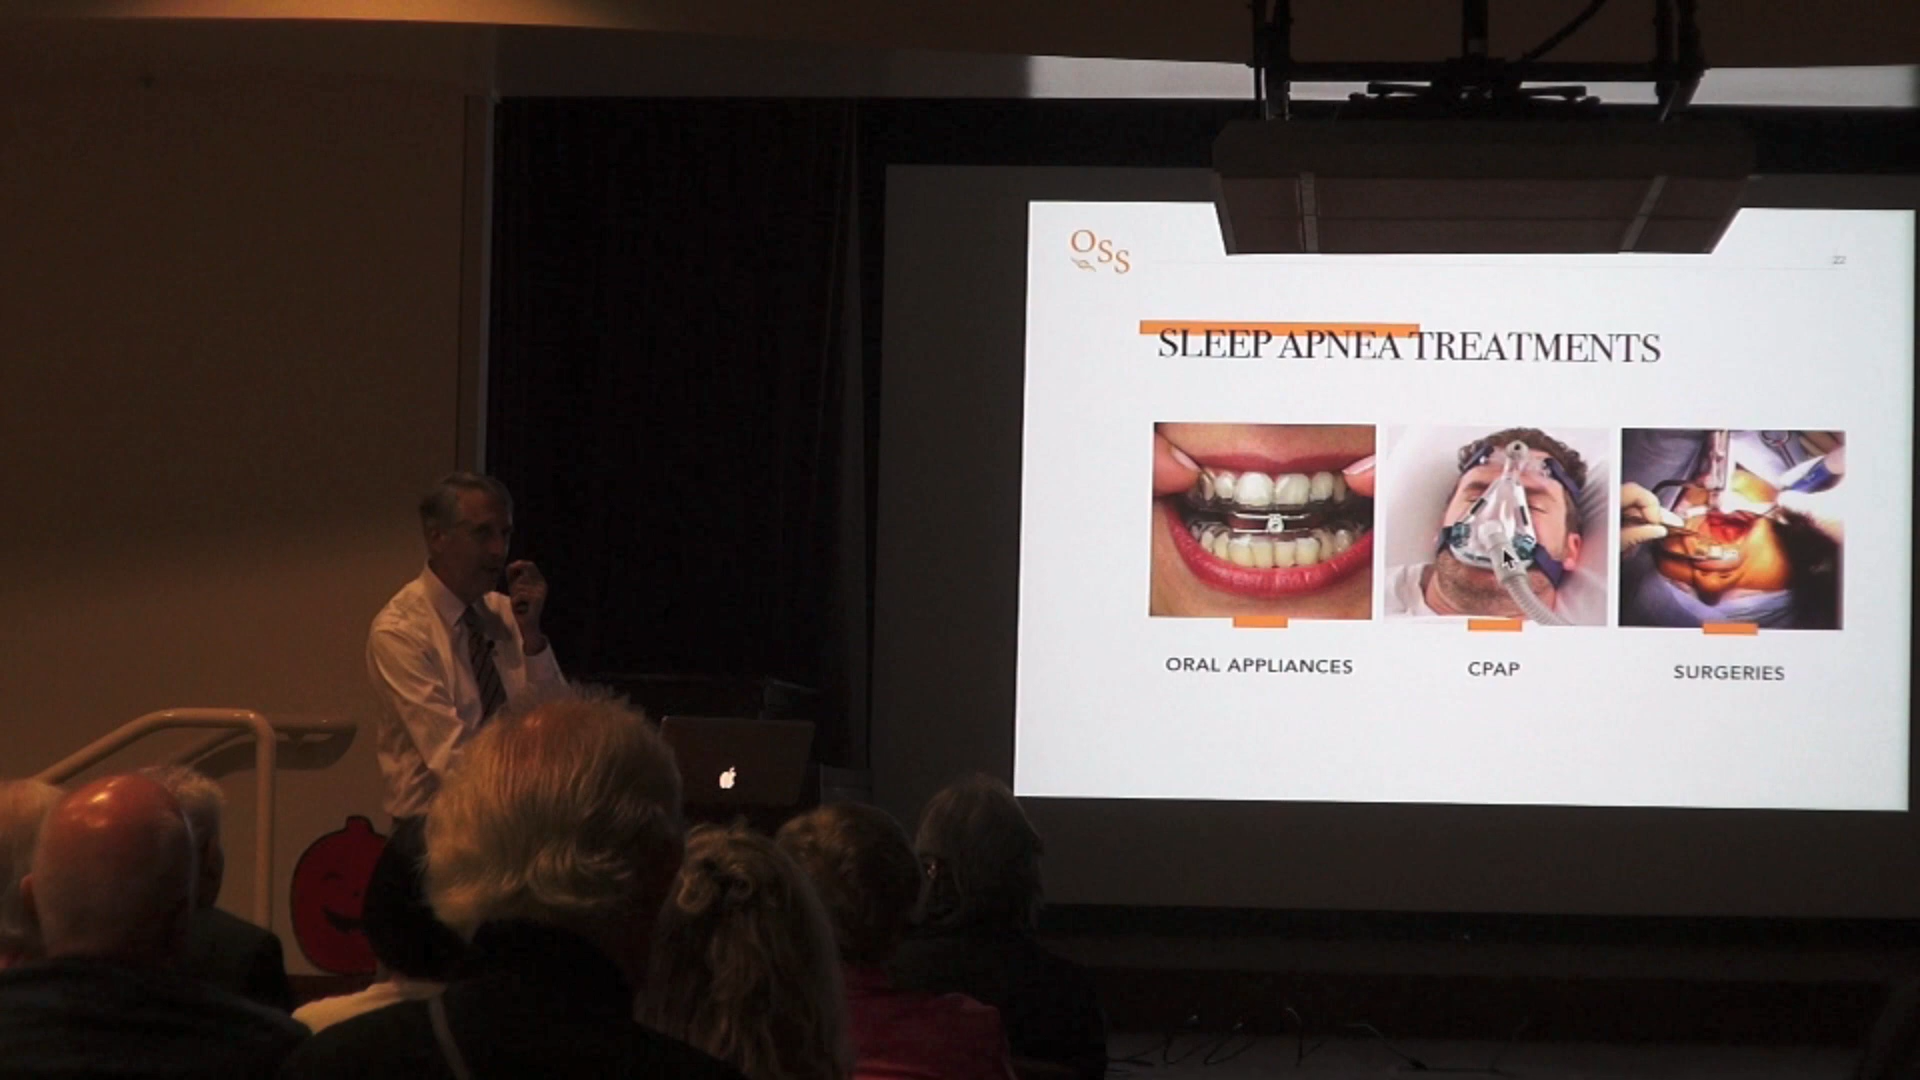 OSS
22
SLEEP APNEA TREATMENTS
ORAL APPLIANCES
CPAP
SURGERIES